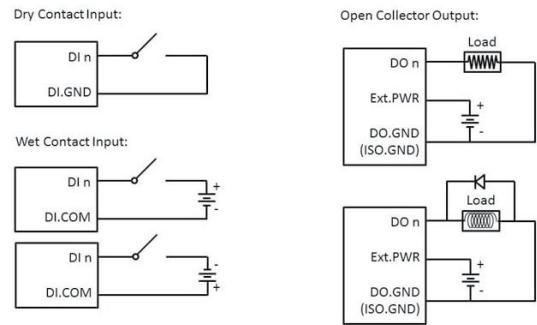 Dry Contact Input:
DI n
DI.GND
Wet Contact Input:
DI n
+
-
DI.COM
DI n
-
+
DI.COM
Open Collector Output:
Load
DO n
Ext.PWR
+
-
DO.GND
(ISO.GND)
Load
DO n
Ext.PWR
+
-
DO.GND
(ISO.GND)